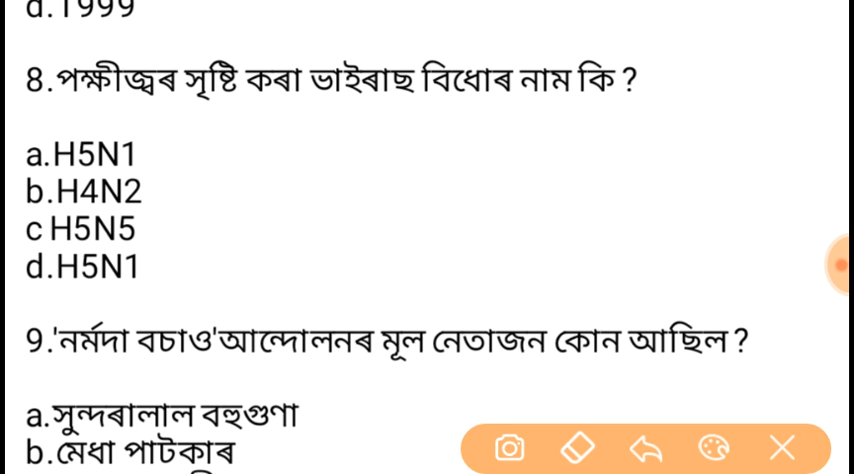 d.1999
8.পক্ষীজ্বৰ সৃষ্টি কৰা ভাইৰাছ বিধোৰ নাম কি ?
a.H5N1
b.H4N2
c H5N5
d.H5N1
9.'নৰ্মদা বচাও'আন্দোলনৰ মূল নেতাজন কোন আছিল ?
a.সুন্দৰালাল বহুগুণা
b.মেধা পাটকাৰ